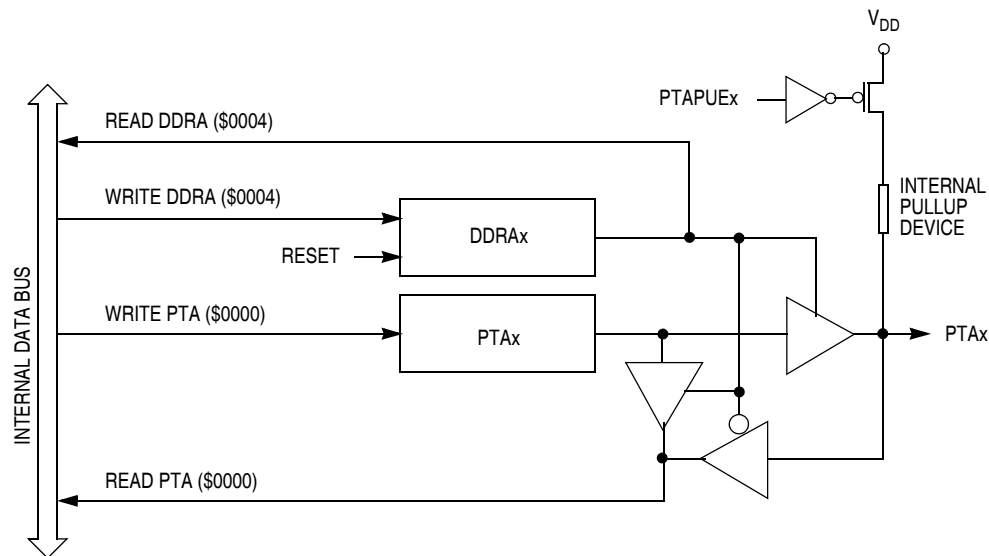 VDD
PTAPUEx
READ DDRA ($0004)
WRITE DDRA ($0004)
INTERNAL
PULLUP
DEVICE
DDRAx
RESET
WRITE PTA ($0000)
PTAx
PTAx
READ PTA ($0000)
INTERNAL DATA BUS